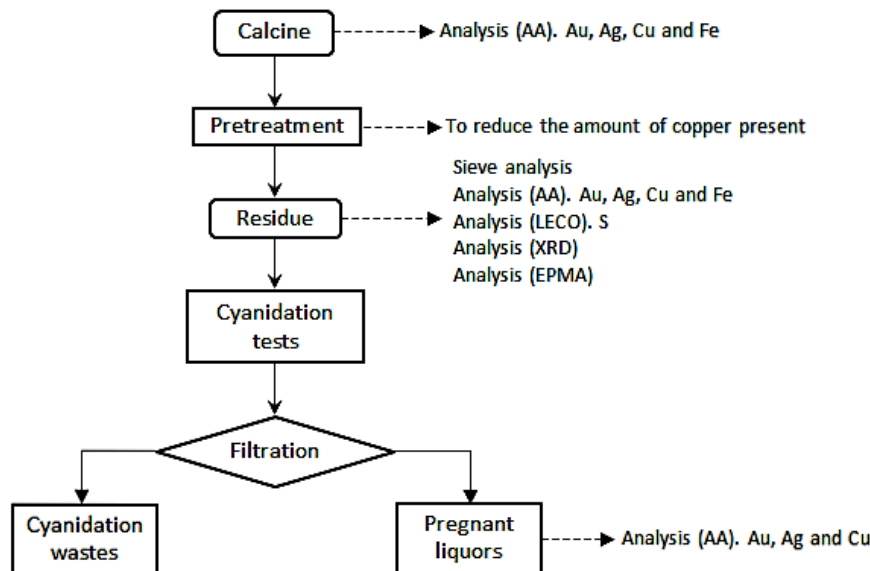 Calcine
Analysis (AA). Au, Ag, Cu and Fe
Pretreatment
To reduce the amount of copper present
Residue
Sieve analysis
Analysis (AA). Au, Ag, Cu and Fe
Analysis (LECO). S
Analysis (XRD)
Analysis (EPMA)
Cyanidation
tests
Filtration
Cyanidation
wastes
Pregnant
liquors
Analysis (AA). Au, Ag and Cu